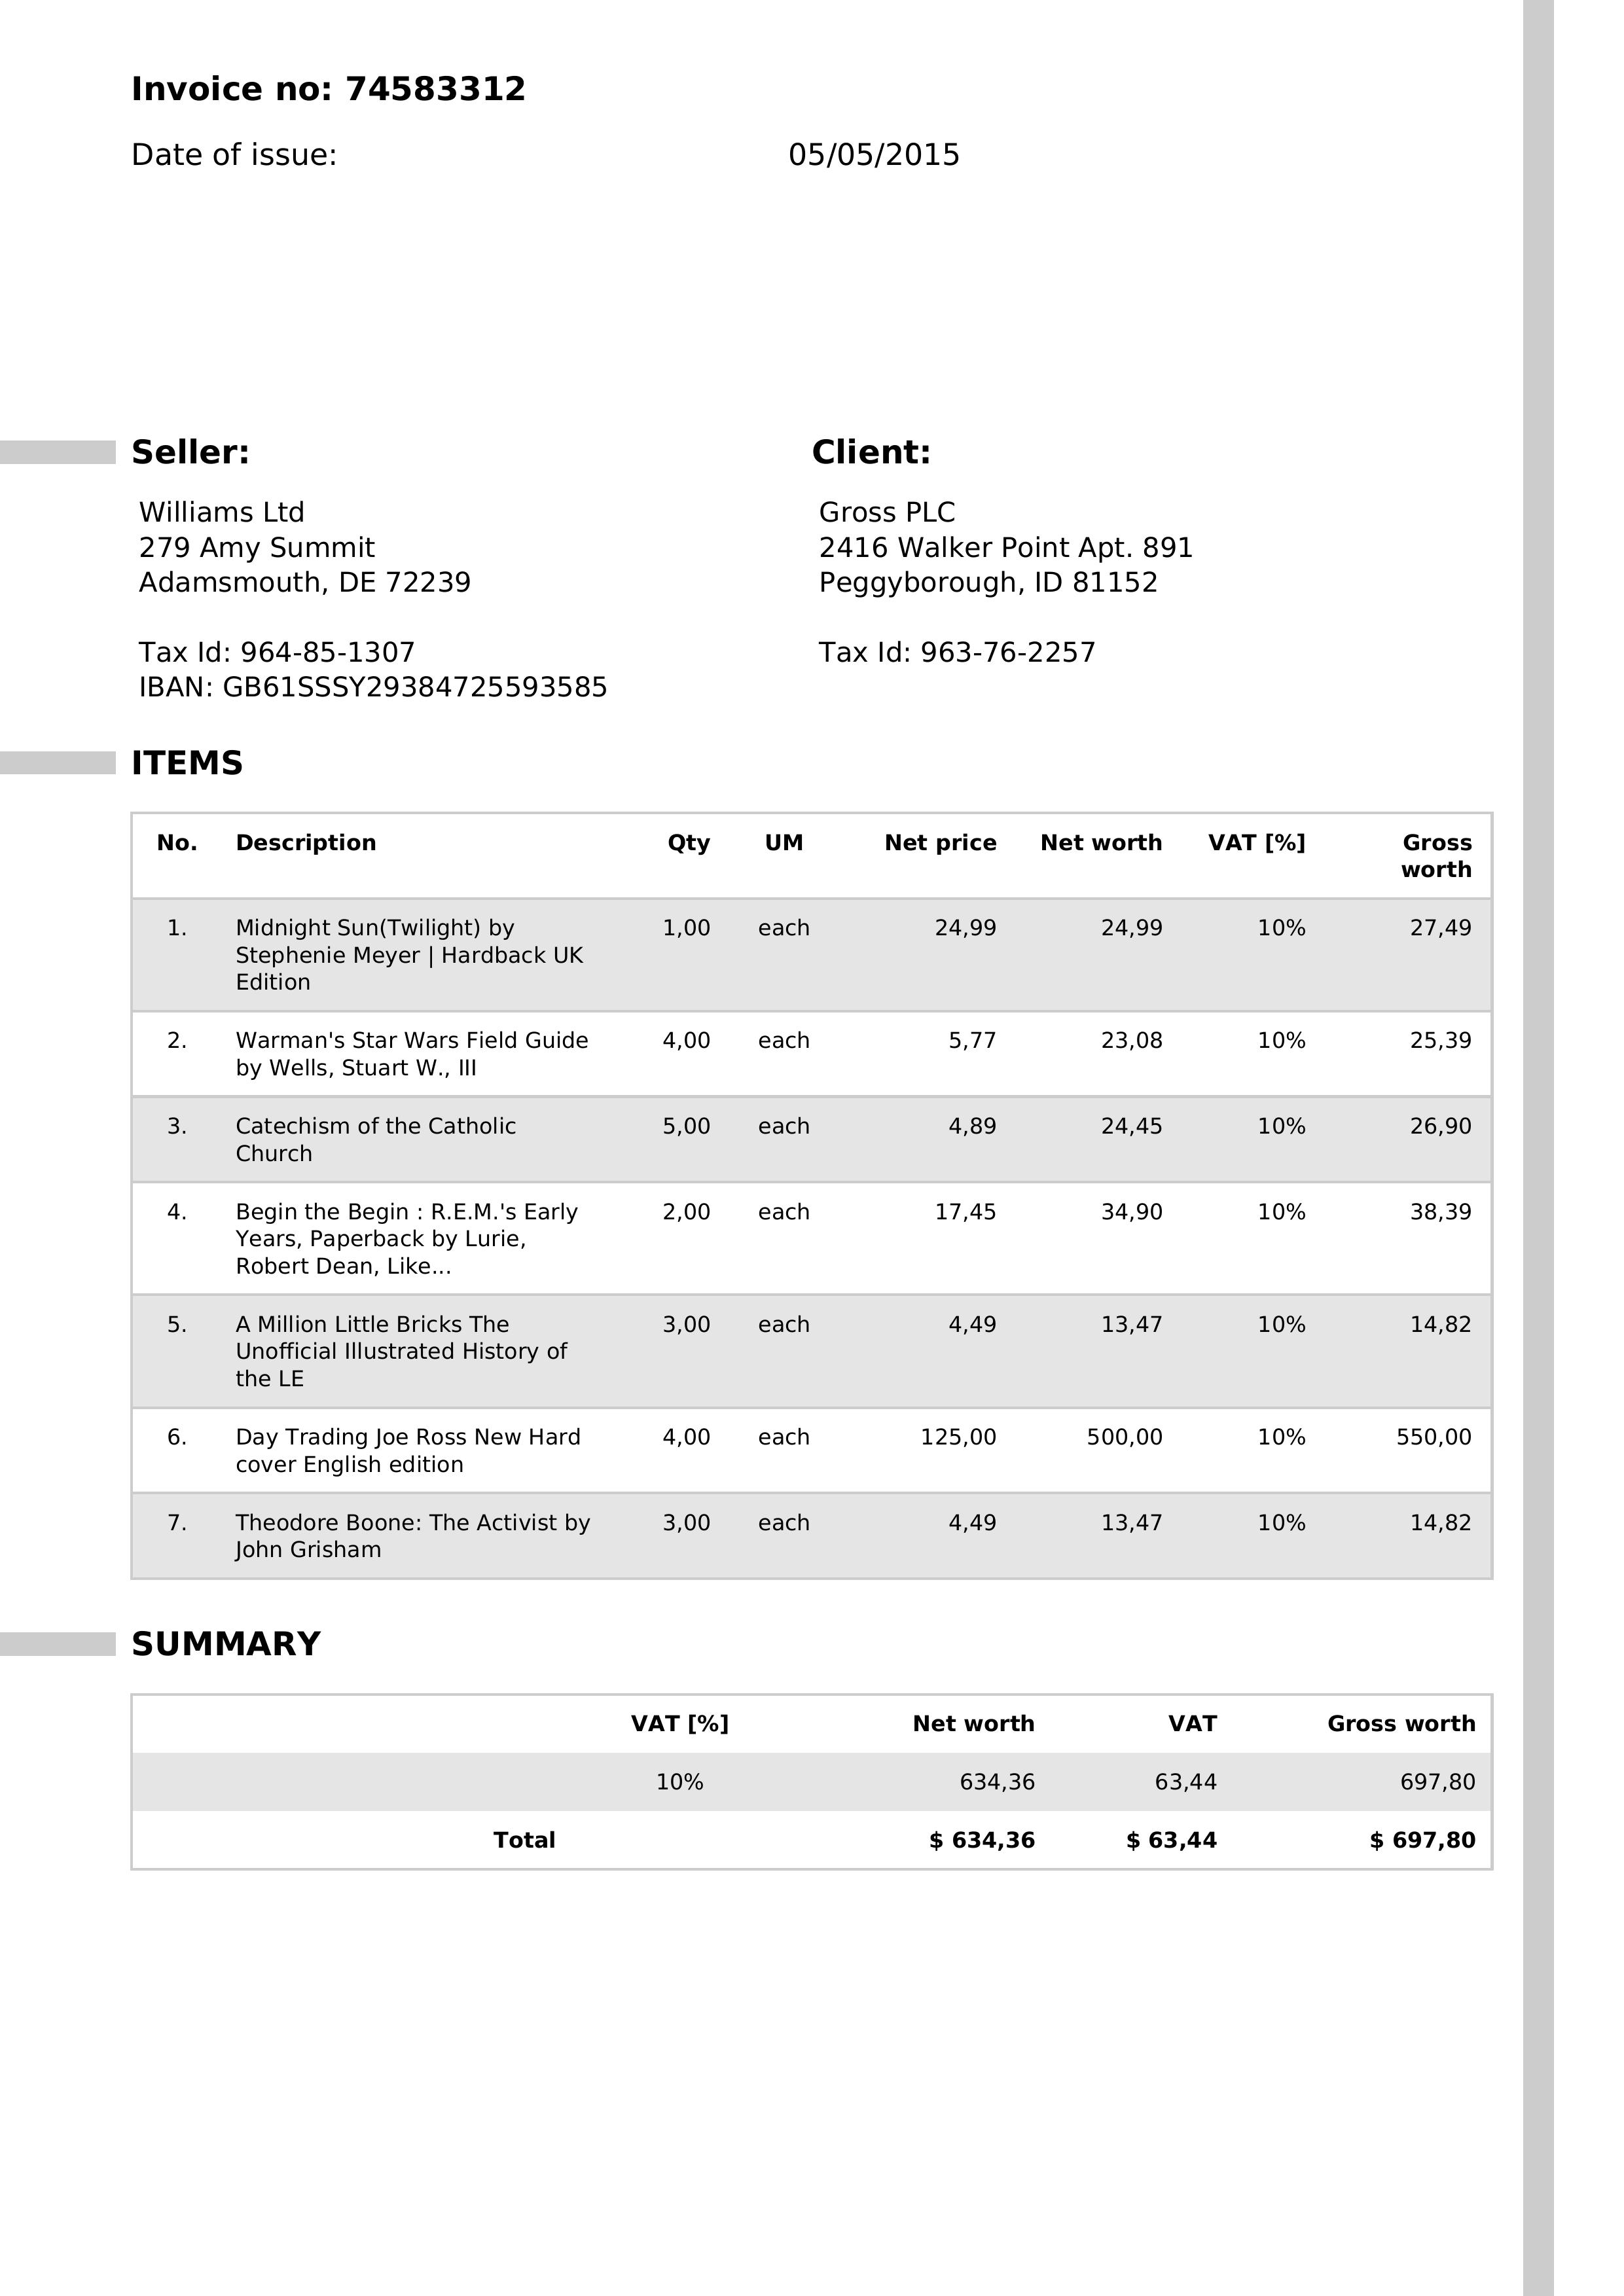 Invoice no: 74583312
Date of issue: 05/05/2015
Seller:
Williams Ltd
279 Amy Summit
Adamsmouth, DE 72239
Tax Id: 964-85-1307
IBAN: GB61SSSY29384725593585
Client:
Gross PLC
2416 Walker Point Apt. 891
Peggyborough, ID 81152
Tax Id: 963-76-2257
ITEMS
No. Description Qty UM Net price Net worth VAT [%] Gross
worth
1. Midnight Sun(Twilight) by 1,00 each 24,99 24,99 10% 27,49
Stephenie Meyer | Hardback UK
Edition
2. Warman's Star Wars Field Guide 4,00 each 5,77 23,08 10% 25,39
by Wells, Stuart W., III
3. Catechism of the Catholic 5,00 each 4,89 24,45 10% 26,90
Church
4. Begin the Begin : R.E.M.'s Early 2,00 each 17,45 34,90 10% 38,39
Years, Paperback by Lurie,
Robert Dean, Like...
5. A Million Little Bricks The 3,00 each 4,49 13,47 10% 14,82
Unofficial Illustrated History of
the LE
6. Day Trading Joe Ross New Hard 4,00 each 125,00 500,00 10% 550,00
cover English edition
7. Theodore Boone: The Activist by 3,00 each 4,49 13,47 10% 14,82
John Grisham
SUMMARY
VAT [%] Net worth VAT Gross worth
10% 634,36 63,44 697,80
Total $ 634,36 $ 63,44 $ 697,80